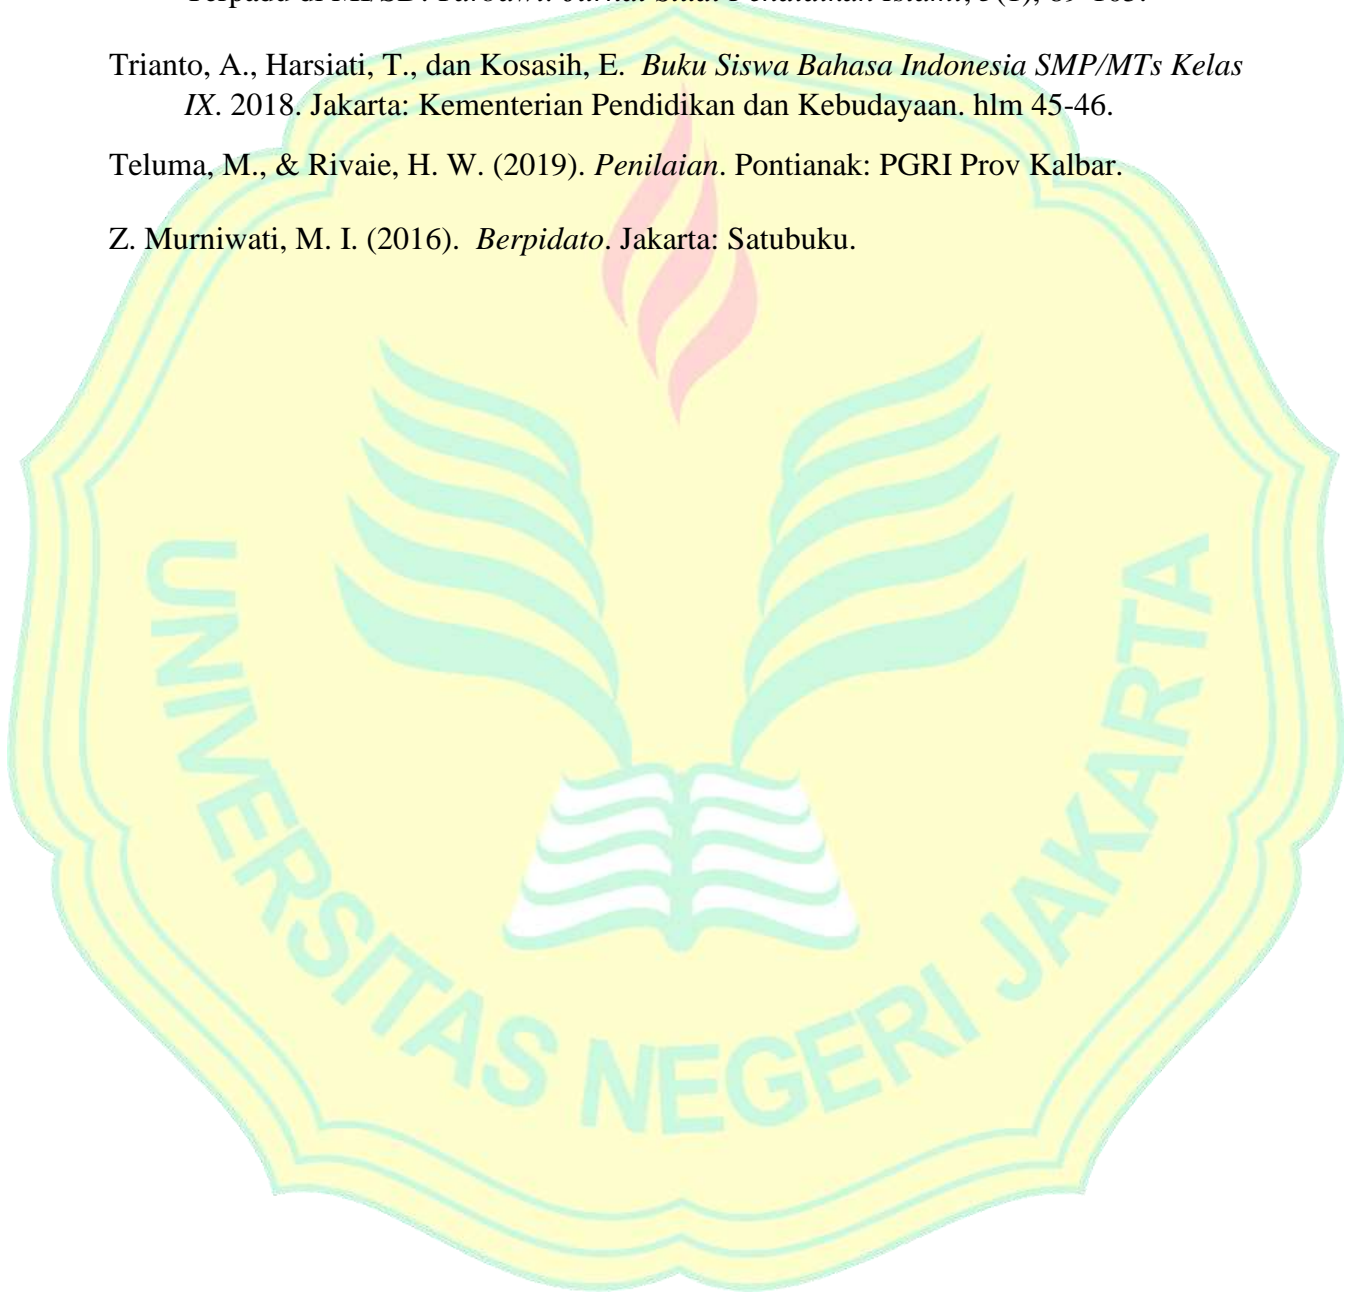 Trianto, A., Harsiati, T., dan Kosasih, E. Buku Siswa Bahasa Indonesia SMP/MTs Kelas
IX. 2018. Jakarta: Kementerian Pendidikan dan Kebudayaan. hlm 45-46.
Teluma, M., & Rivaie, H. W. (2019). Penilaian. Pontianak: PGRI Prov Kalbar.
Z. Murniwati, M. I. (2016). Berpidato. Jakarta: Satubuku.
UNIVERSITAS NEGERI JAKARTA